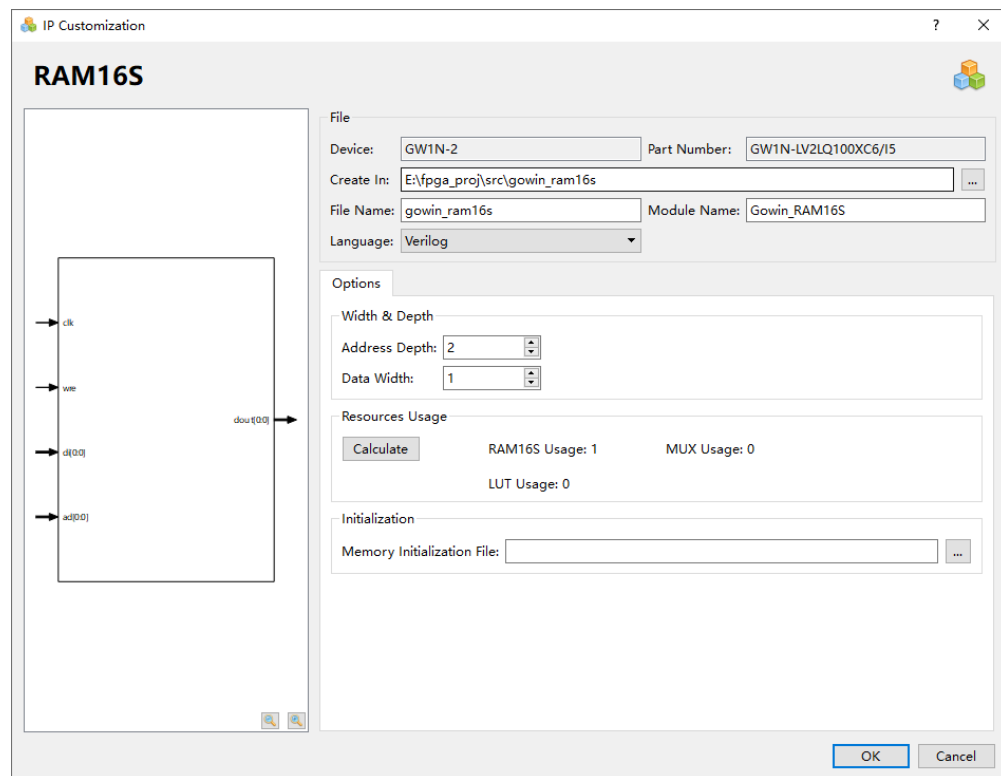 IP Customization
RAM16S
clk
wre
di[0:0]
ad[0:0]
dout[0:0]
File
Device: GW1N-2 Part Number: GW1N-LV2LQ100XC6/I5
Create In: E:\fpga_proj\src\gowin_ram16s ...
File Name: gowin_ram16s Module Name: Gowin_RAM16S
Language: Verilog
Options
Width & Depth
Address Depth: 2
Data Width: 1
Resources Usage
Calculate RAM16S Usage: 1 MUX Usage: 0
LUT Usage: 0
Initialization
Memory Initialization File: ...
OK Cancel